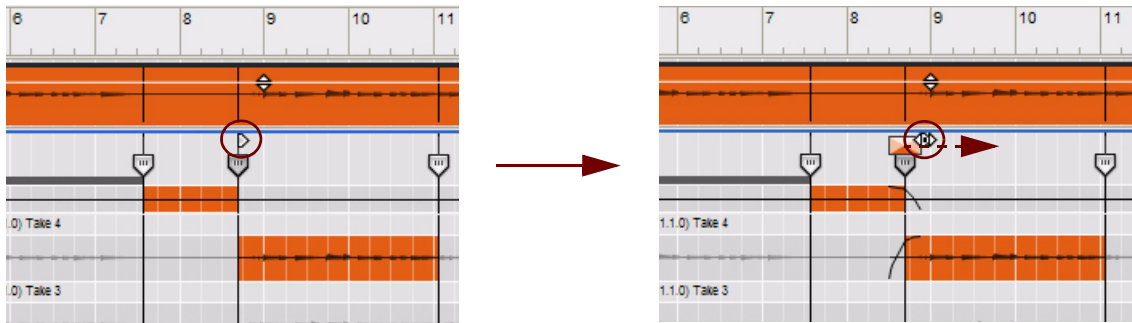 6 7 8 9 10 11
1.0) Take 4
.0) Take 3
6 7 8 9 10 11
1.1.0) Take 4
1.1.0) Take 3